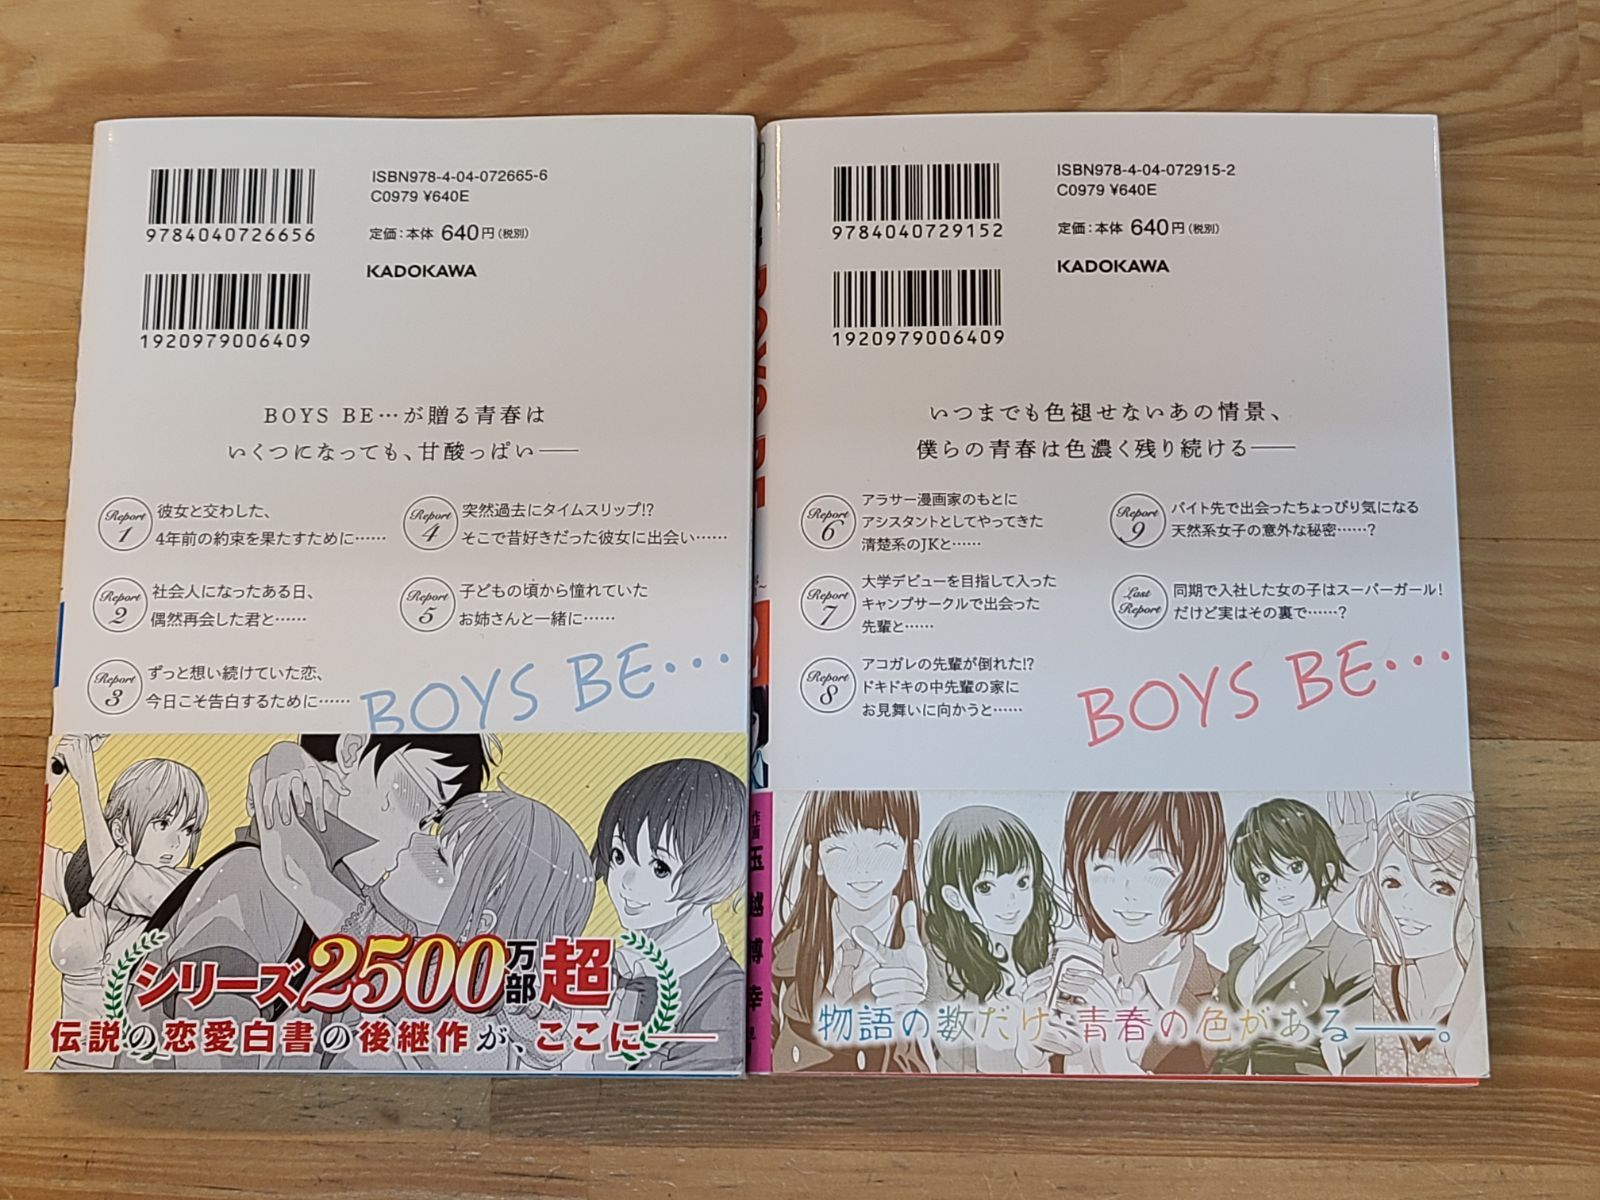 ISBN978-4-04-072665-6
C0979 ¥640E
定価：本体 640円（税別）
KADOKAWA
9784040726656
1920979006409
BOYS BE…が贈る青春は
いくつになっても、甘酸っぱい――
Report 1
彼女と交わした、
4年前の約束を果たすために……
Report 2
社会人になったある日、
偶然再会した君と……
Report 3
ずっと想い続けていた恋、
今日こそ告白するために……
Report 4
突然過去にタイムスリップ!?
そこで昔好きだった彼女に出会い……
Report 5
子どもの頃から憧れていた
お姉さんと一緒に……
BOYS BE…
シリーズ2500万部超
伝説の恋愛白書の後継作が、ここに――
作画 玉越博幸
ISBN978-4-04-072915-2
C0979 ¥640E
定価：本体 640円（税別）
KADOKAWA
9784040729152
1920979006409
いつまでも色褪せないあの情景、
僕らの青春は色濃く残り続ける――
Report 6
アラサー漫画家のもとに
アシスタントとしてやってきた
清楚系のJKと……
Report 7
大学デビューを目指して入った
キャンプサークルで出会った
先輩と……
Report 8
アコガレの先輩が倒れた!?
ドキドキの中先輩の家に
お見舞いに向かうと……
Report 9
バイト先で出会ったちょっぴり気になる
天然系女子の意外な秘密……？
Last Report
同期で入社した女の子はスーパーガール！
だけど実はその裏で……？
BOYS BE…
物語の数だけ、青春の色がある――。